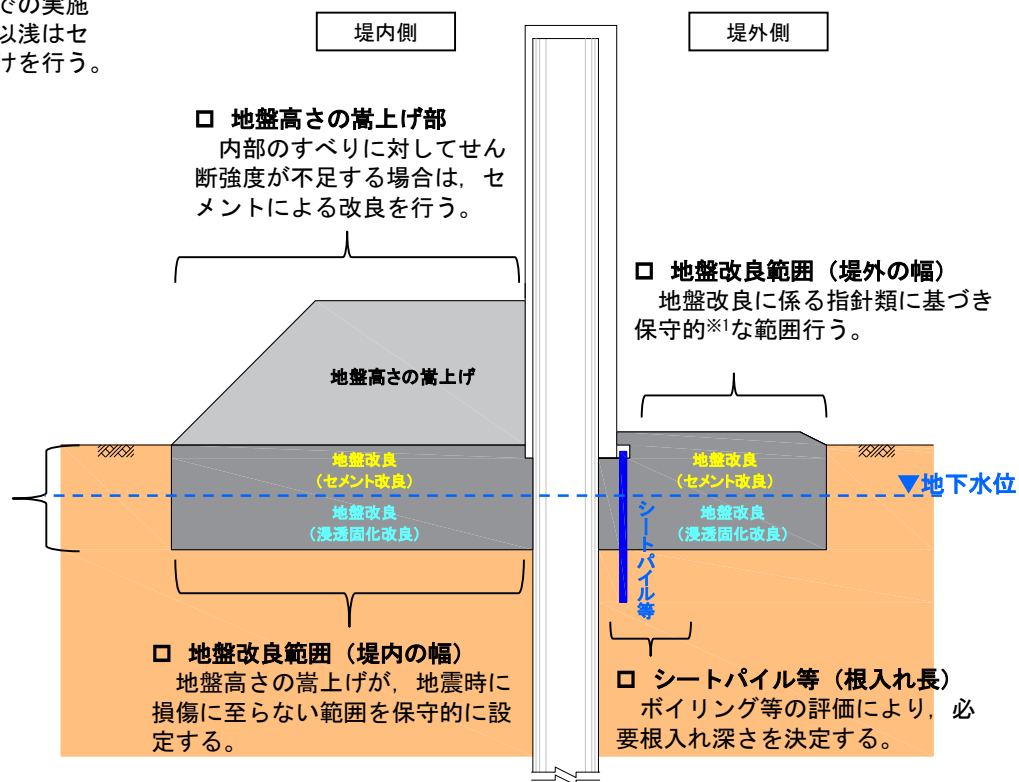 での実施
以浅はセ
けを行う。
堤内側
堤外側
□ 地盤高さの嵩上げ部
内部のすべりに対してせん
断強度が不足する場合は，セ
メントによる改良を行う。
□ 地盤改良範囲（堤外の幅）
地盤改良に係る指針類に基づき
保守的※1な範囲行う。
地盤高さの嵩上げ
地盤改良
（セメント改良）
地盤改良
（浸透固化改良）
地盤改良
（セメント改良）
地盤改良
（浸透固化改良）
▼地下水位
シートパイル等
□ 地盤改良範囲（堤内の幅）
地盤高さの嵩上げが，地震時に
損傷に至らない範囲を保守的に設
定する。
□ シートパイル等（根入れ長）
ボイリング等の評価により，必
要根入れ深さを決定する。